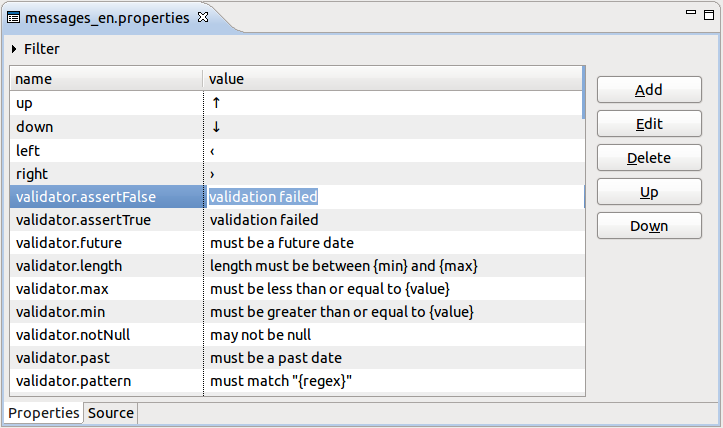 messages_en.properties
Filter
name value
up ↑
down ↓
left ‹
right ›
validator.assertFalse validation failed
validator.assertTrue validation failed
validator.future must be a future date
validator.length length must be between {min} and {max}
validator.max must be less than or equal to {value}
validator.min must be greater than or equal to {value}
validator.notNull may not be null
validator.past must be a past date
validator.pattern must match "{regex}"
Add
Edit
Delete
Up
Down
Properties Source